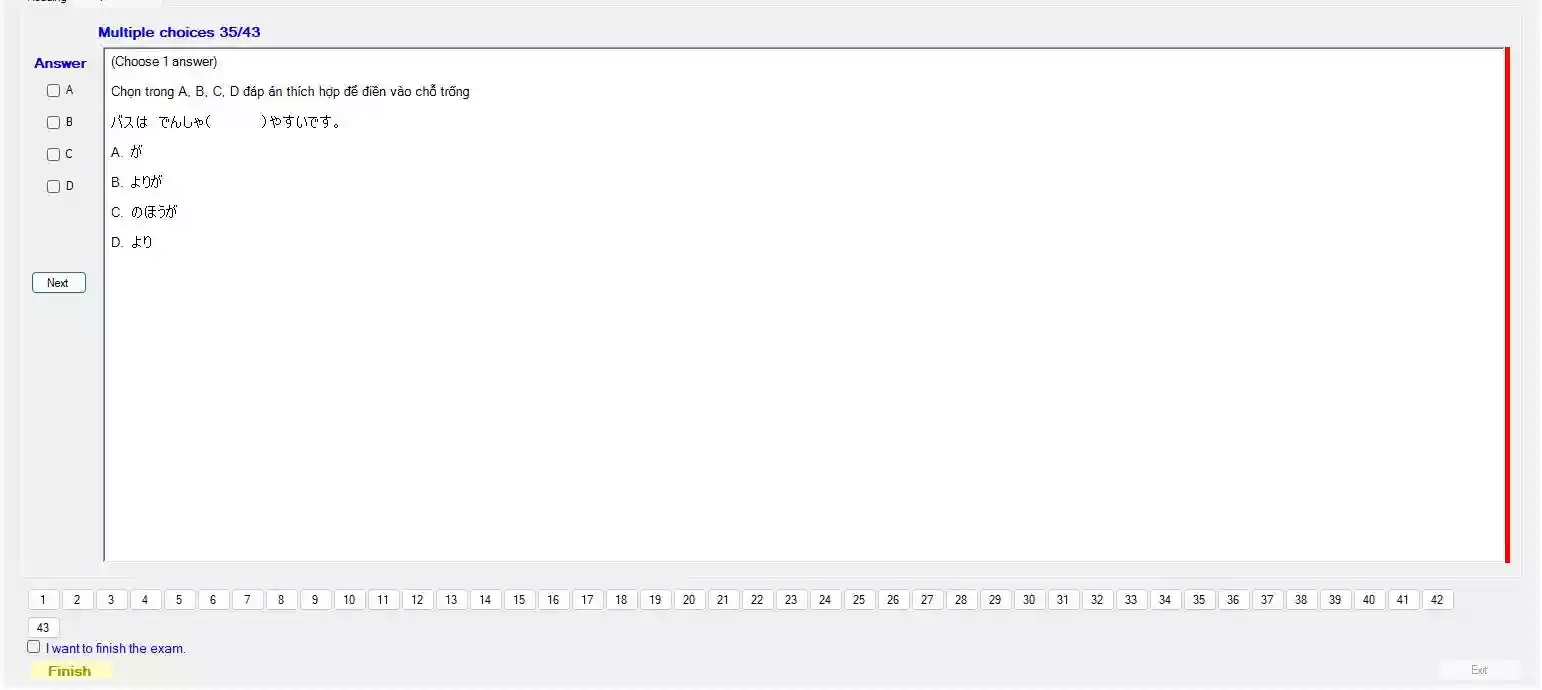 Multiple choices 35/43
Answer
(Choose 1 answer)
A
Chọn trong A, B, C, D đáp án thích hợp để điền vào chỗ trống
B
バスは でんしゃ( )やすいです。
C
A. が
D
B. よりが
C. のほうが
D. より
Next
1 2 3 4 5 6 7 8 9 10 11 12 13 14 15 16 17 18 19 20 21 22 23 24 25 26 27 28 29 30 31 32 33 34 35 36 37 38 39 40 41 42
43
I want to finish the exam.
Finish
Exit